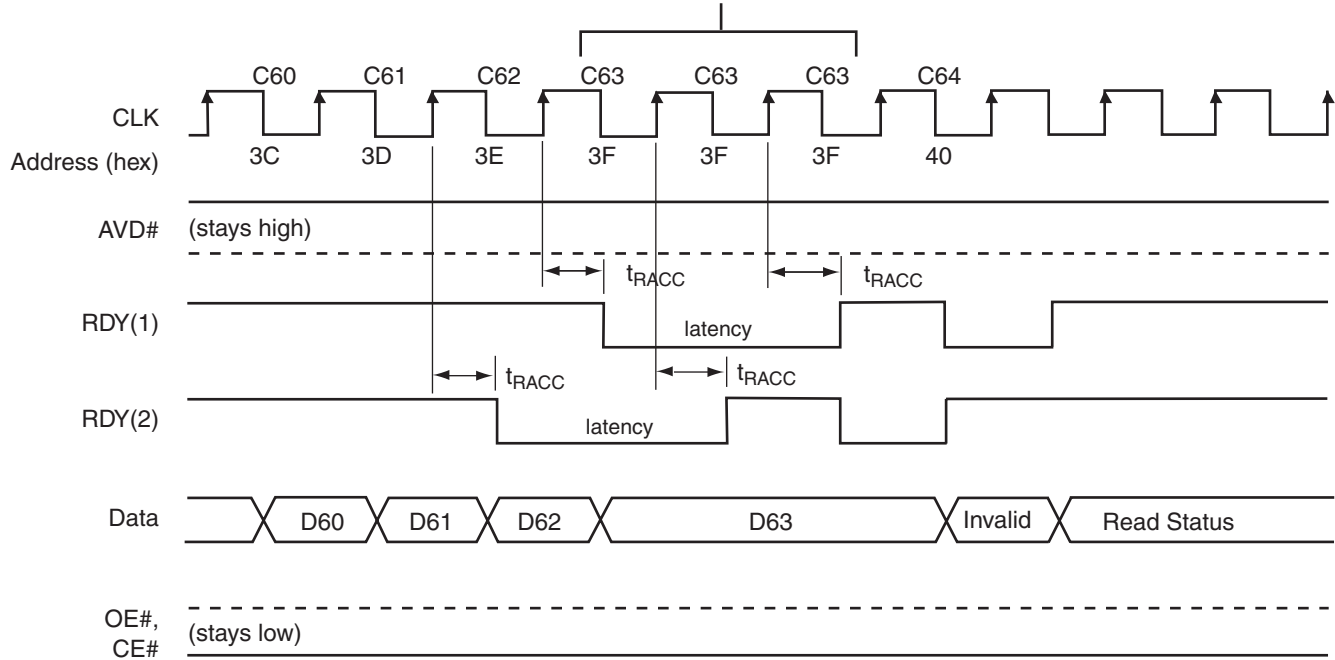 C60 C61 C62 C63 C63 C63 C64
CLK
Address (hex) 3C 3D 3E 3F 3F 3F 40
AVD# (stays high)
tRACC tRACC
RDY(1) latency
tRACC tRACC
RDY(2) latency
Data D60 D61 D62 D63 Invalid Read Status
OE#,
CE# (stays low)